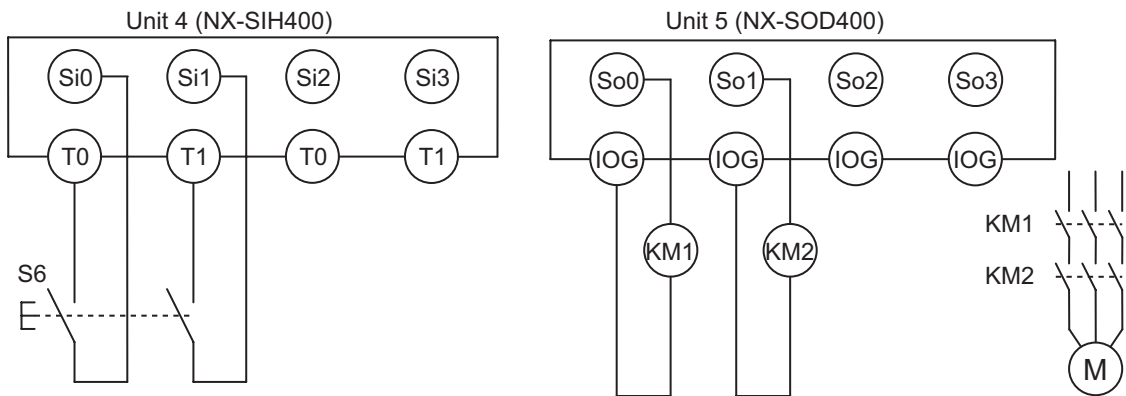 Unit 4 (NX-SIH400)
Si0 Si1 Si2 Si3
T0 T1 T0 T1
S6
Unit 5 (NX-SOD400)
So0 So1 So2 So3
IOG IOG IOG IOG
KM1 KM2
KM1
KM2
M